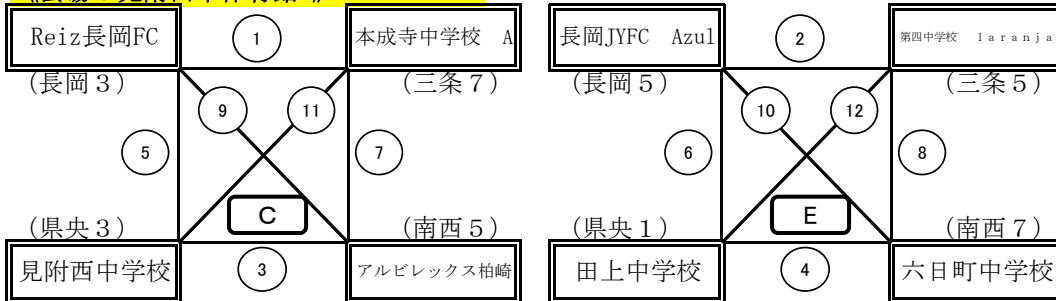 Reiz長岡FC 1 本成寺中学校 A 長岡JYFC Azul 2 第四中学校 laranja
(長岡3) (三条7) (長岡5) (三条5)
9 11 10 12
5 7 6 8
C E
(県央3) (南西5) (県央1) (南西7)
見附西中学校 3 アルビレックス柏崎 田上中学校 4 六日町中学校